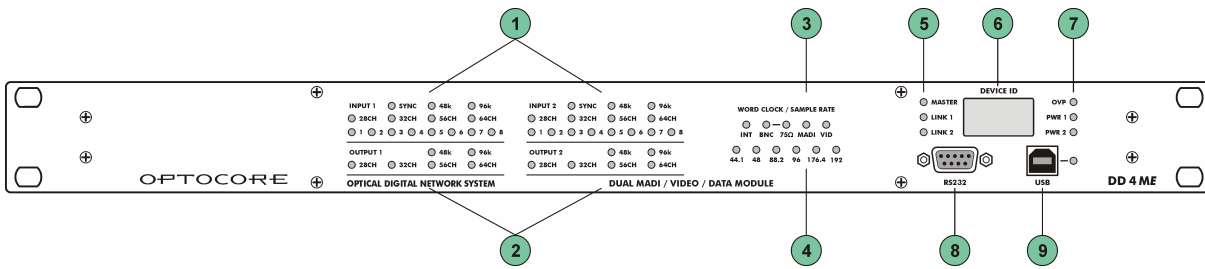 1 3 5 6 7
DEVICE ID
INPUT 1 SYNC 48k 96k
28CH 32CH 56CH 64CH
1 2 3 4 5 6 7 8
OUTPUT 1 48k 96k
28CH 32CH 56CH 64CH
INPUT 2 SYNC 48k 96k
28CH 32CH 56CH 64CH
1 2 3 4 5 6 7 8
OUTPUT 2 48k 96k
28CH 32CH 56CH 64CH
WORD CLOCK / SAMPLE RATE
INT BNC 75Ω MADI VID
44.1 48 88.2 96 176.4 192
MASTER
LINK 1
LINK 2
OVP
PWR 1
PWR 2
OPTOCORE
OPTICAL DIGITAL NETWORK SYSTEM
DUAL MADI / VIDEO / DATA MODULE
RS232
USB
DD 4 ME
2 4 8 9